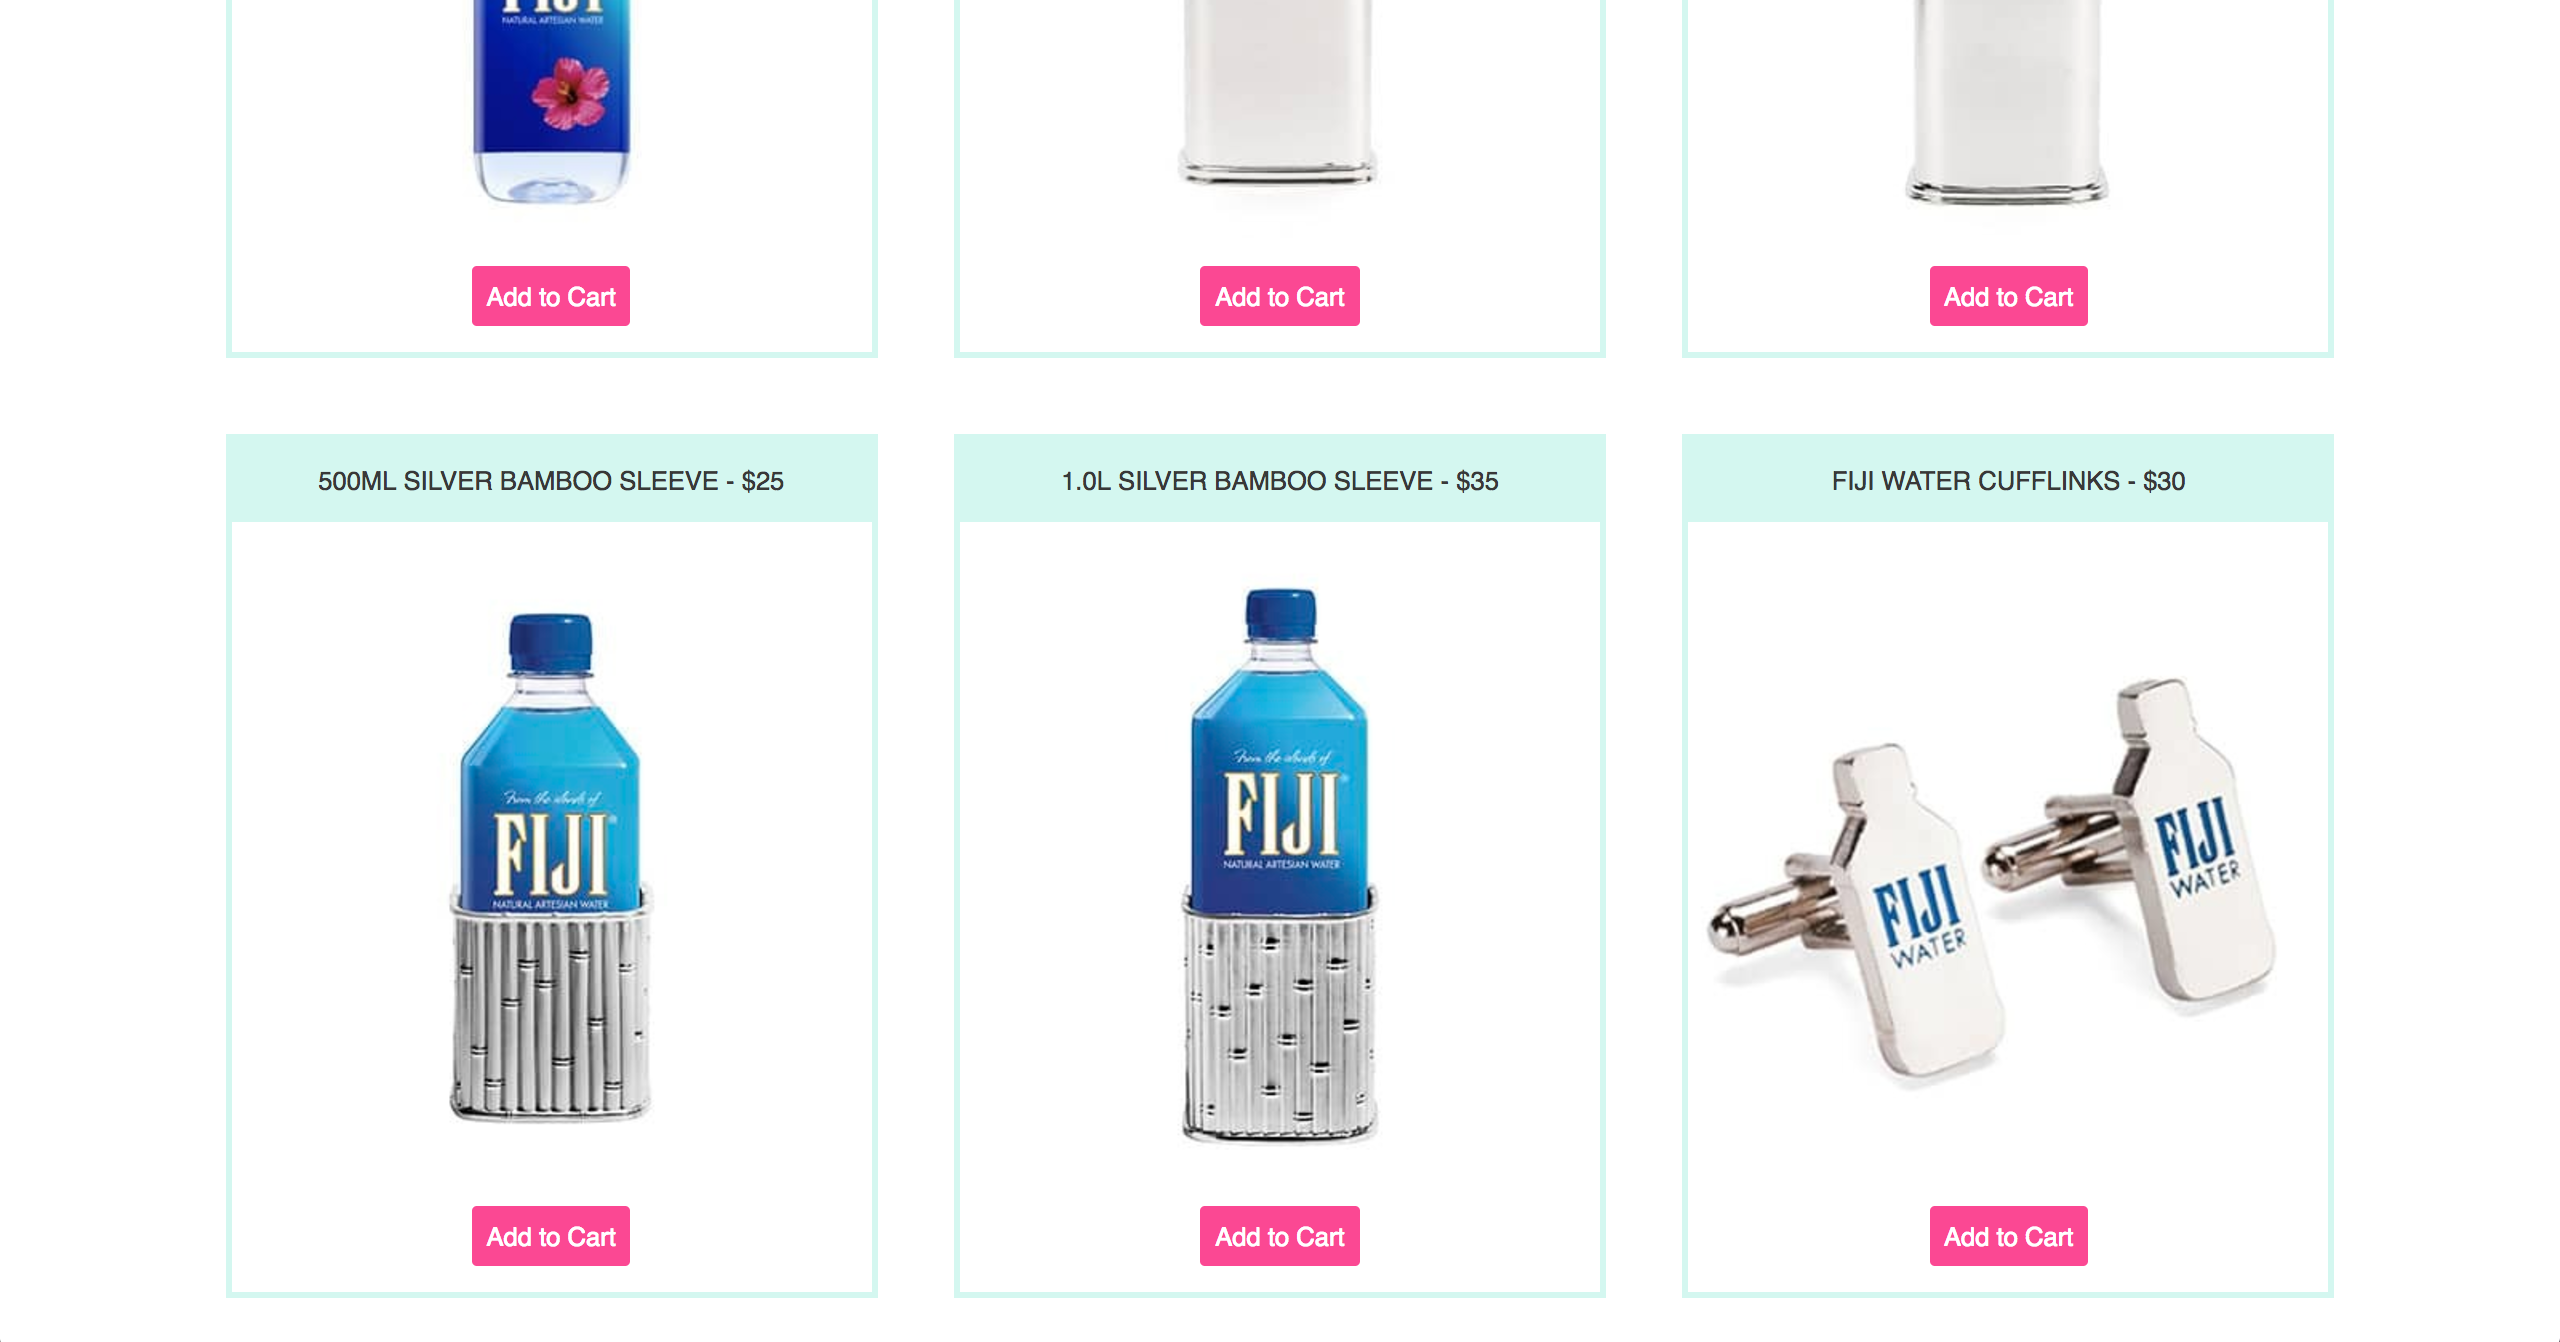 FIJI
NATURAL ARTESIAN WATER
Add to Cart
Add to Cart
Add to Cart
500ML SILVER BAMBOO SLEEVE - $25
1.0L SILVER BAMBOO SLEEVE - $35
FIJI WATER CUFFLINKS - $30
From the islands of
FIJI®
NATURAL ARTESIAN WATER
From the islands of
FIJI®
NATURAL ARTESIAN WATER
FIJI
WATER
FIJI
WATER
Add to Cart
Add to Cart
Add to Cart